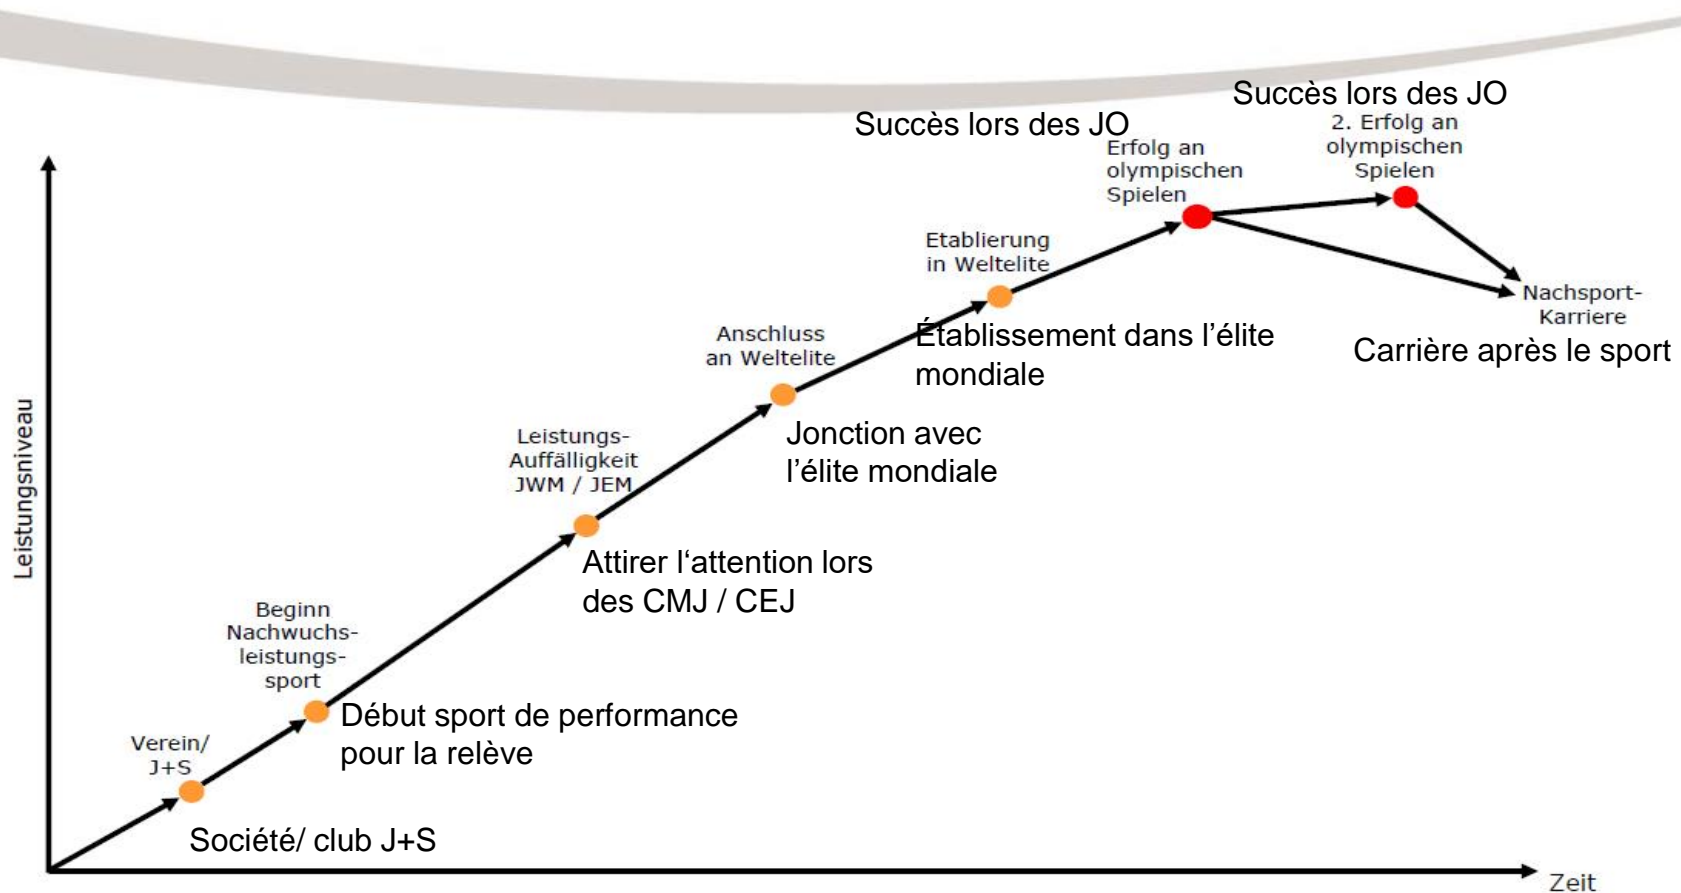 Succès lors des JO
2. Erfolg an
olympischen
Spielen
Succès lors des JO
Erfolg an
olympischen
Spielen
Etablierung
in Weltelite
Établissement dans l’élite
mondiale
Nachsport-
Karriere
Carrière après le sport
Anschluss
an Weltelite
Jonction avec
l’élite mondiale
Leistungs-
Auffälligkeit
JWM / JEM
Attirer l‘attention lors
des CMJ / CEJ
Leistungsniveau
Beginn
Nachwuchs-
leistungs-
sport
Début sport de performance
pour la relève
Verein/
J+S
Société/ club J+S
Zeit